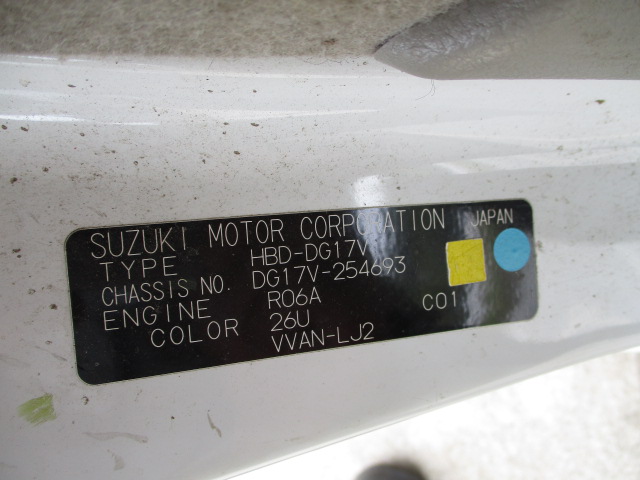 SUZUKI MOTOR CORPORATION JAPAN
TYPE HBD-DG17V
CHASSIS NO. DG17V-254693
ENGINE R06A C01
COLOR 26U
VVAN-LJ2